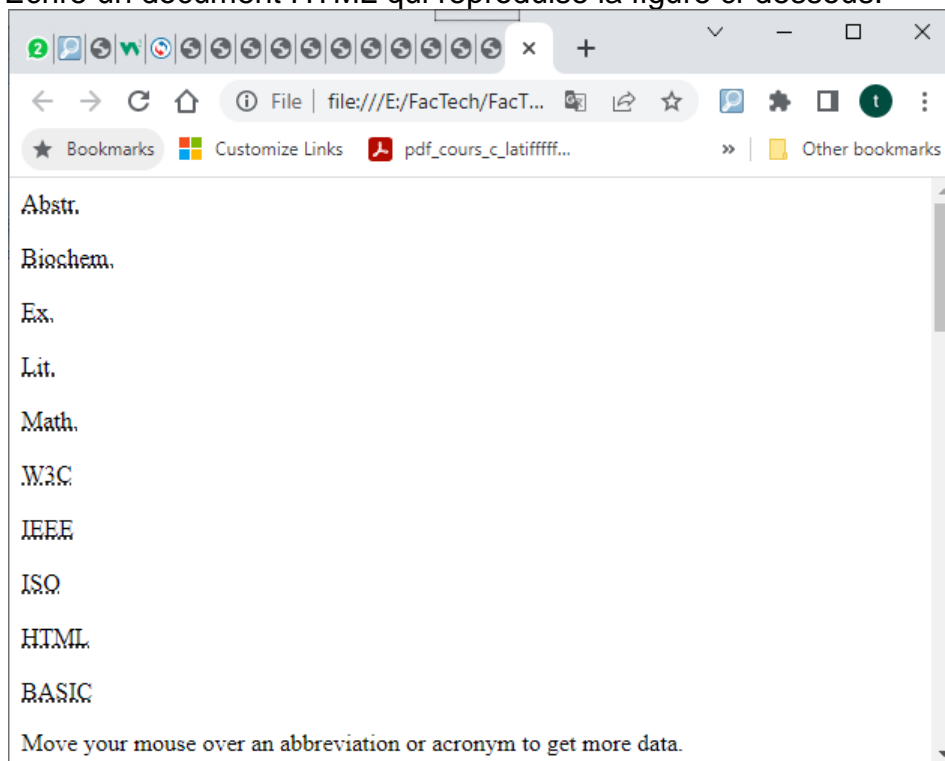 Écrire un document HTML qui reproduise la figure ci-dessous.
2
File | file:///E:/FacTech/FacT...
t
Bookmarks Customize Links pdf_cours_c_latifffff... » Other bookmarks
Abstr.
Biochem.
Ex.
Lit.
Math.
W3C
IEEE
ISO
HTML
BASIC
Move your mouse over an abbreviation or acronym to get more data.